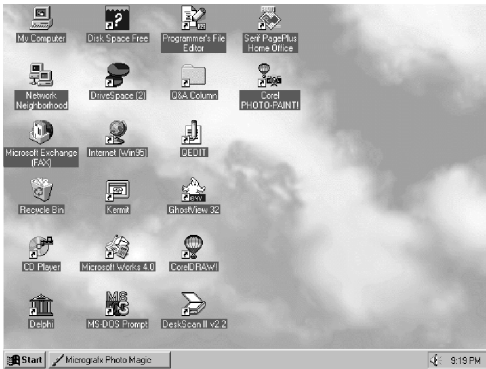 My Computer
Disk Space Free
Programmer's File
Editor
Serif PagePlus
Home Office
Network
Neighborhood
DriveSpace (2)
Q&A Column
Corel
PHOTO-PAINT!
Microsoft Exchange
(FAX)
Internet (Win95)
QEDIT
Recycle Bin
Kermit
GhostView 32
CD Player
Microsoft Works 4.0
CorelDRAW!
Delphi
MS-DOS Prompt
DeskScan II v2.2
Start
Micrografx Photo Magic
9:19 PM